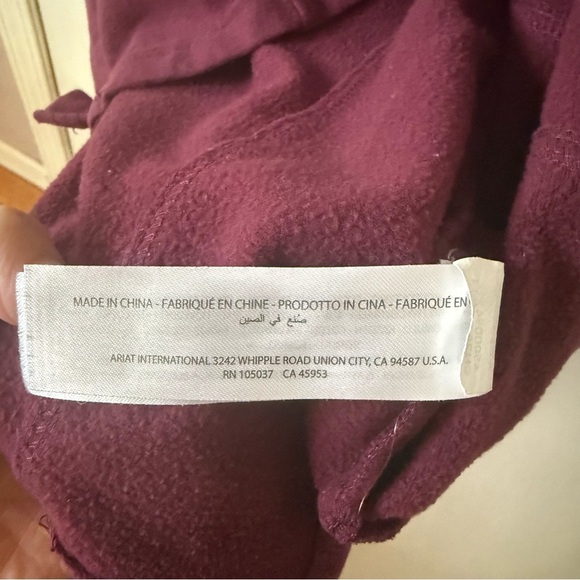 MADE IN CHINA - FABRIQUÉ EN CHINE - PRODOTTO IN CINA - FABRIQUÉ EN
صُنع في الصين
ARIAT INTERNATIONAL 3242 WHIPPLE ROAD UNION CITY, CA 94587 U.S.A.
RN 105037 CA 45953